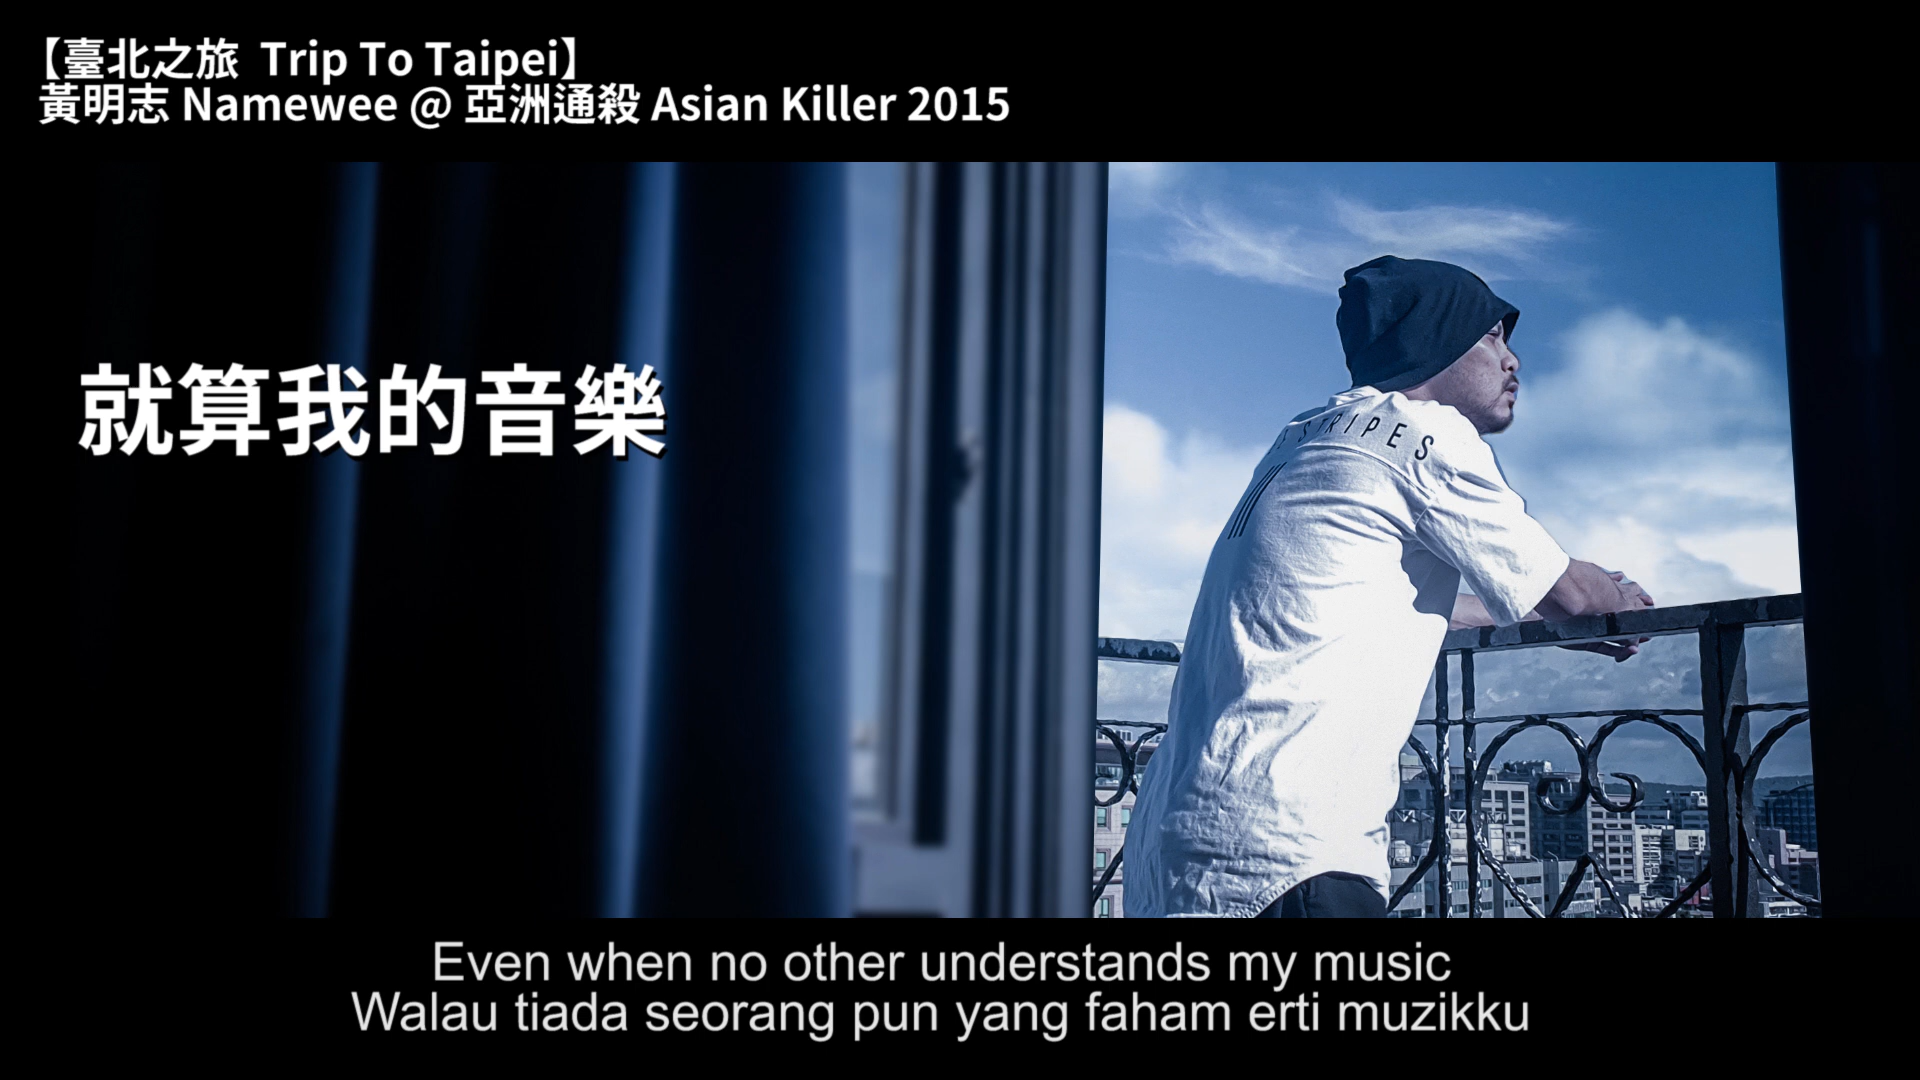 【臺北之旅 Trip To Taipei】
黃明志 Namewee @ 亞洲通殺 Asian Killer 2015
就算我的音樂
STRIPES
Even when no other understands my music
Walau tiada seorang pun yang faham erti muzikku